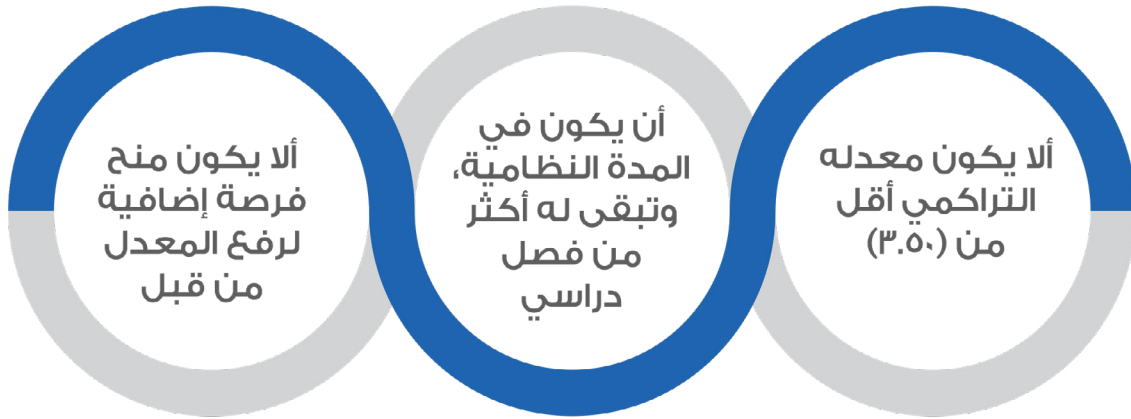 ألا يكون معدله
التراكمي أقل
من (٣.٥٠)
أن يكون في
المدة النظامية،
وتبقى له أكثر
من فصل
دراسي
ألا يكون منح
فرصة إضافية
لرفع المعدل
من قبل